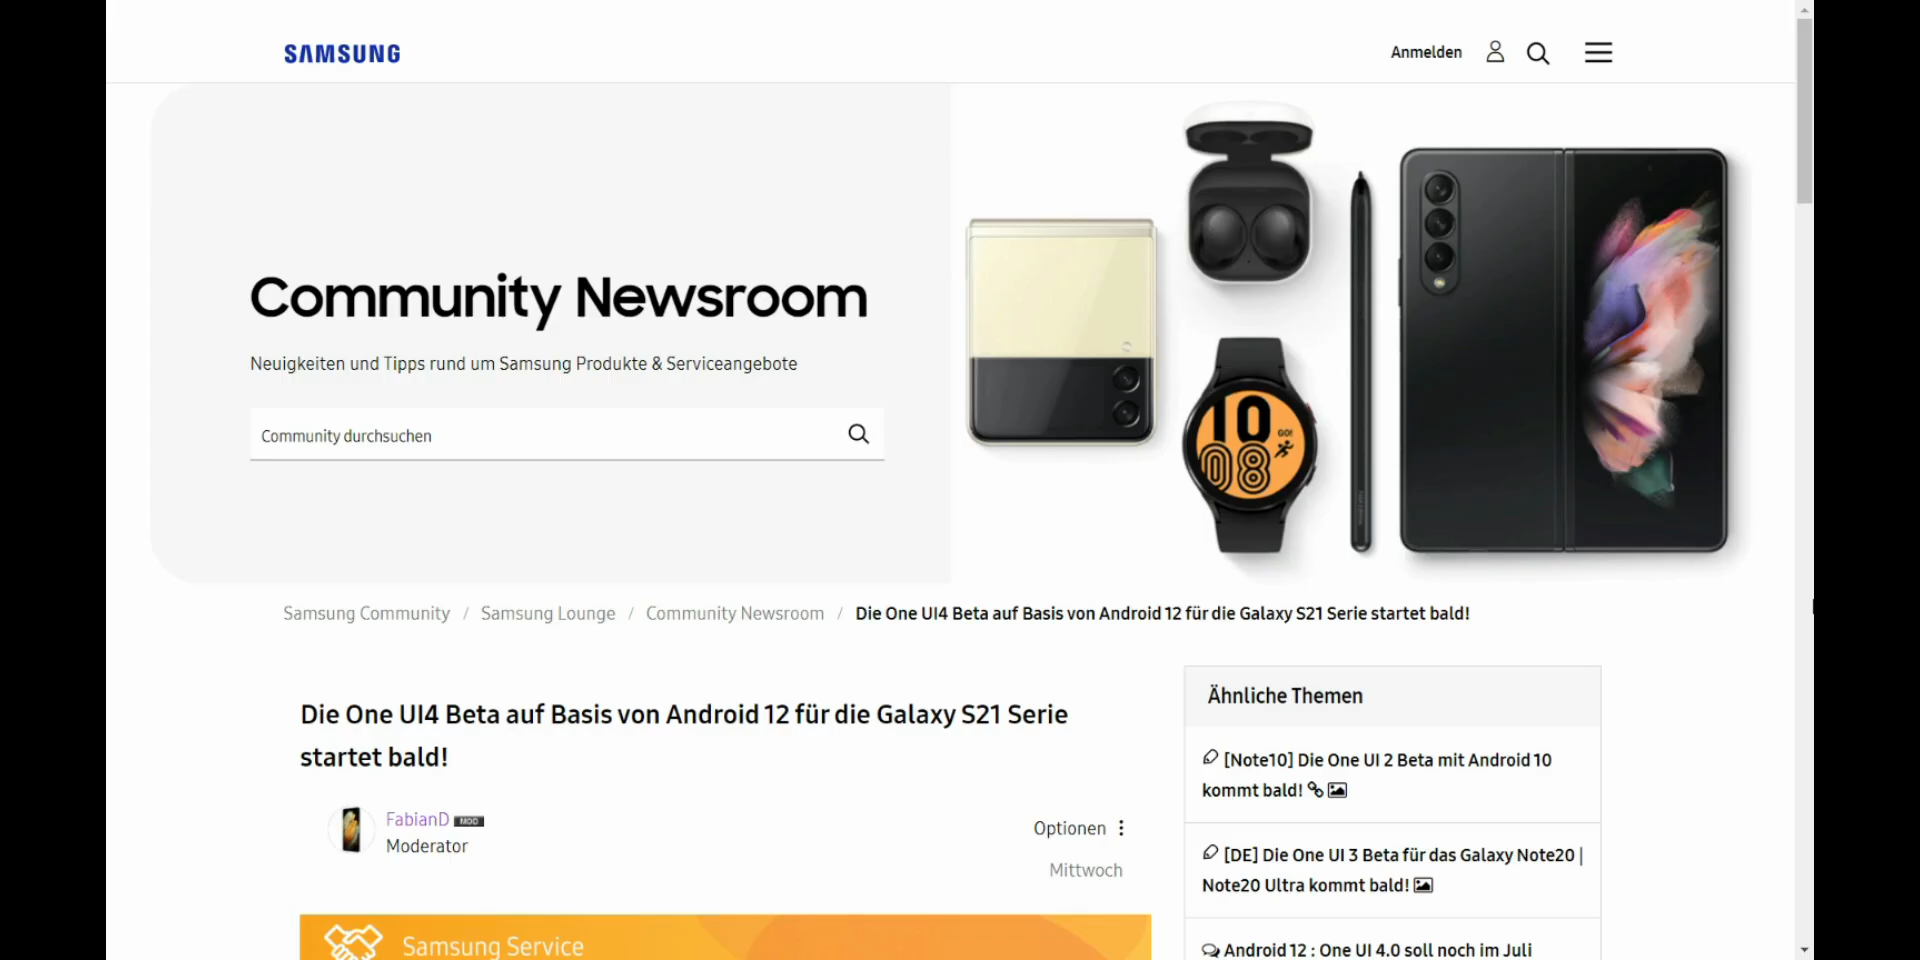 SAMSUNG
Anmelden
Community Newsroom
Neuigkeiten und Tipps rund um Samsung Produkte & Serviceangebote
Community durchsuchen
10
08
GO!
Samsung Community / Samsung Lounge / Community Newsroom / Die One UI4 Beta auf Basis von Android 12 für die Galaxy S21 Serie startet bald!
Die One UI4 Beta auf Basis von Android 12 für die Galaxy S21 Serie
startet bald!
FabianD MOD
Moderator
Optionen
Mittwoch
Samsung Service
Ähnliche Themen
[Note10] Die One UI 2 Beta mit Android 10
kommt bald!
[DE] Die One UI 3 Beta für das Galaxy Note20 |
Note20 Ultra kommt bald!
Android 12 : One UI 4.0 soll noch im Juli